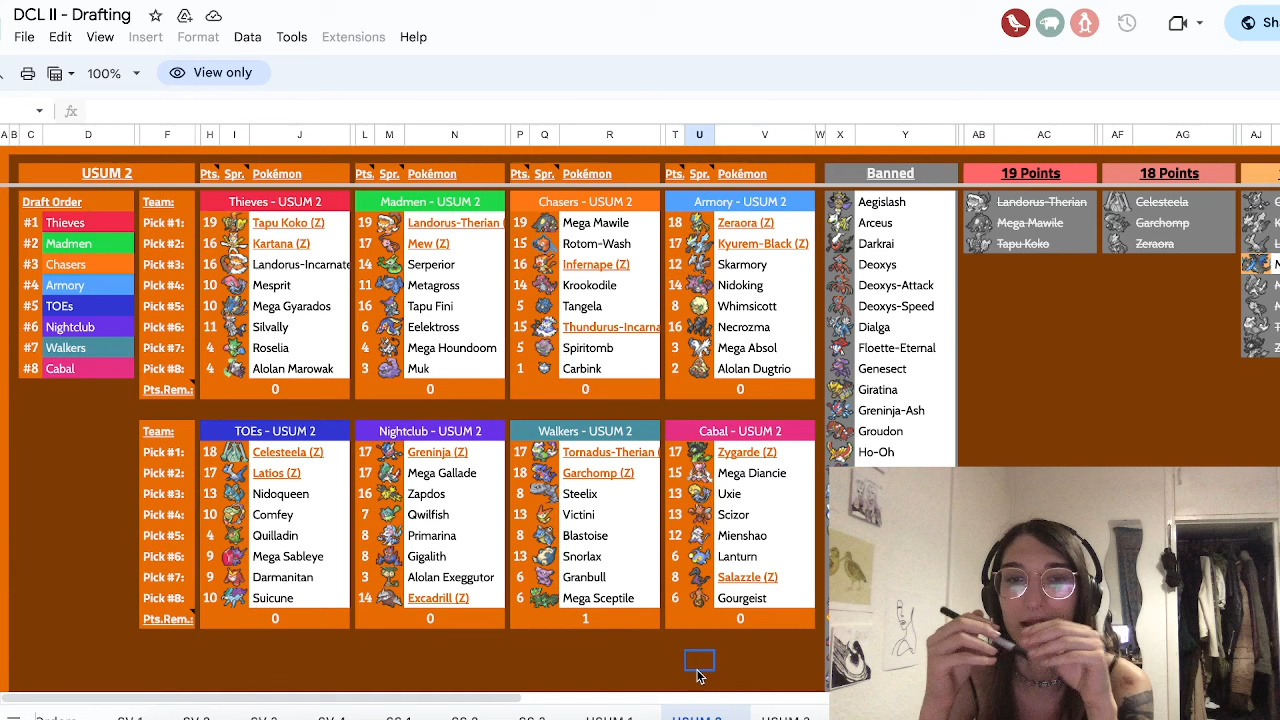 DCL II - Drafting
File Edit View Insert Format Data Tools Extensions Help
100% View only
fx
A B C D F H I J L M N P Q R T U V W X Y AB AC AF AG AJ
USUM 2 Pts. Spr. Pokémon Pts. Spr. Pokémon Pts. Spr. Pokémon Pts. Spr. Pokémon Banned 19 Points 18 Points
Draft Order Team: Thieves - USUM 2 Madmen - USUM 2 Chasers - USUM 2 Armory - USUM 2 Aegislash Landorus-Therian Celesteela
#1 Thieves Pick #1: 19 Tapu Koko (Z) 19 Landorus-Therian 19 Mega Mawile 18 Zeraora (Z) Arceus Mega Mawile Garchomp
#2 Madmen Pick #2: 16 Kartana (Z) 17 Mew (Z) 15 Rotom-Wash 17 Kyurem-Black (Z) Darkrai Tapu Koko Zeraora
#3 Chasers Pick #3: 16 Landorus-Incarnate 14 Serperior 16 Infernape (Z) 12 Skarmory Deoxys
#4 Armory Pick #4: 10 Mesprit 11 Metagross 14 Krookodile 14 Nidoking Deoxys-Attack
#5 TOEs Pick #5: 10 Mega Gyarados 16 Tapu Fini 5 Tangela 8 Whimsicott Deoxys-Speed
#6 Nightclub Pick #6: 11 Silvally 6 Eelektross 15 Thundurus-Incarna 16 Necrozma Dialga
#7 Walkers Pick #7: 4 Roselia 4 Mega Houndoom 5 Spiritomb 3 Mega Absol Floette-Eternal
#8 Cabal Pick #8: 4 Alolan Marowak 3 Muk 1 Carbink 2 Alolan Dugtrio Genesect
Pts.Rem.: 0 0 0 0 Giratina
Greninja-Ash
Team: TOEs - USUM 2 Nightclub - USUM 2 Walkers - USUM 2 Cabal - USUM 2 Groudon
Pick #1: 18 Celesteela (Z) 17 Greninja (Z) 17 Tornadus-Therian 17 Zygarde (Z) Ho-Oh
Pick #2: 17 Latios (Z) 17 Mega Gallade 18 Garchomp (Z) 15 Mega Diancie
Pick #3: 13 Nidoqueen 16 Zapdos 8 Steelix 13 Uxie
Pick #4: 10 Comfey 7 Qwilfish 13 Victini 13 Scizor
Pick #5: 4 Quilladin 8 Primarina 8 Blastoise 12 Mienshao
Pick #6: 9 Mega Sableye 8 Gigalith 13 Snorlax 6 Lanturn
Pick #7: 9 Darmanitan 3 Alolan Exeggutor 6 Granbull 8 Salazzle (Z)
Pick #8: 10 Suicune 14 Excadrill (Z) 6 Mega Sceptile 6 Gourgeist
Pts.Rem.: 0 0 1 0